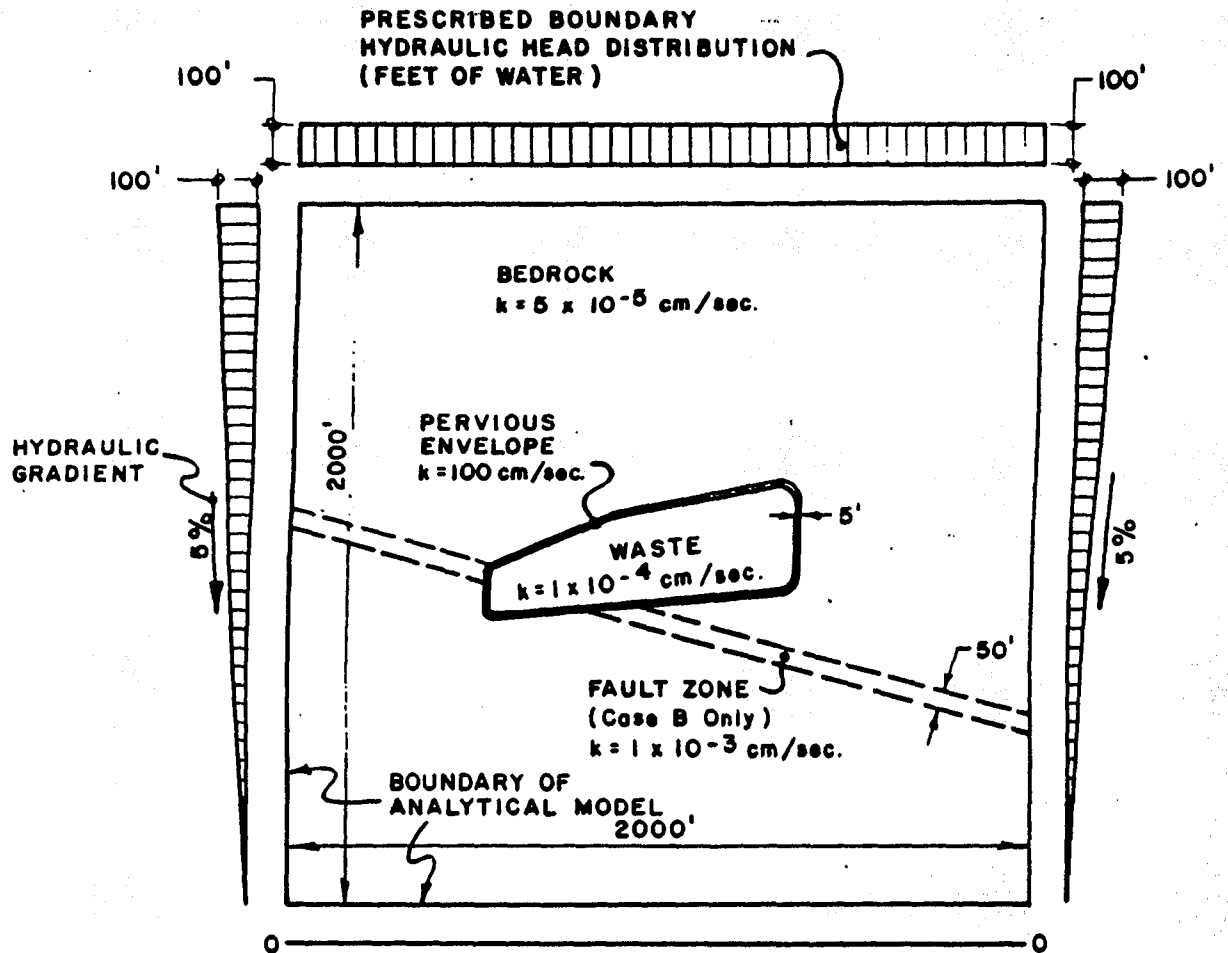 PRESCRIBED BOUNDARY
HYDRAULIC HEAD DISTRIBUTION
(FEET OF WATER)
100'
100'
100'
100'
BEDROCK
k = 5 x 10⁻⁵ cm/sec.
PERVIOUS
ENVELOPE
k = 100 cm/sec.
HYDRAULIC
GRADIENT
2000'
5%
5%
5'
WASTE
k = 1 x 10⁻⁴ cm/sec.
50'
FAULT ZONE
(Case B Only)
k = 1 x 10⁻³ cm/sec.
BOUNDARY OF
ANALYTICAL MODEL
2000'
0
0